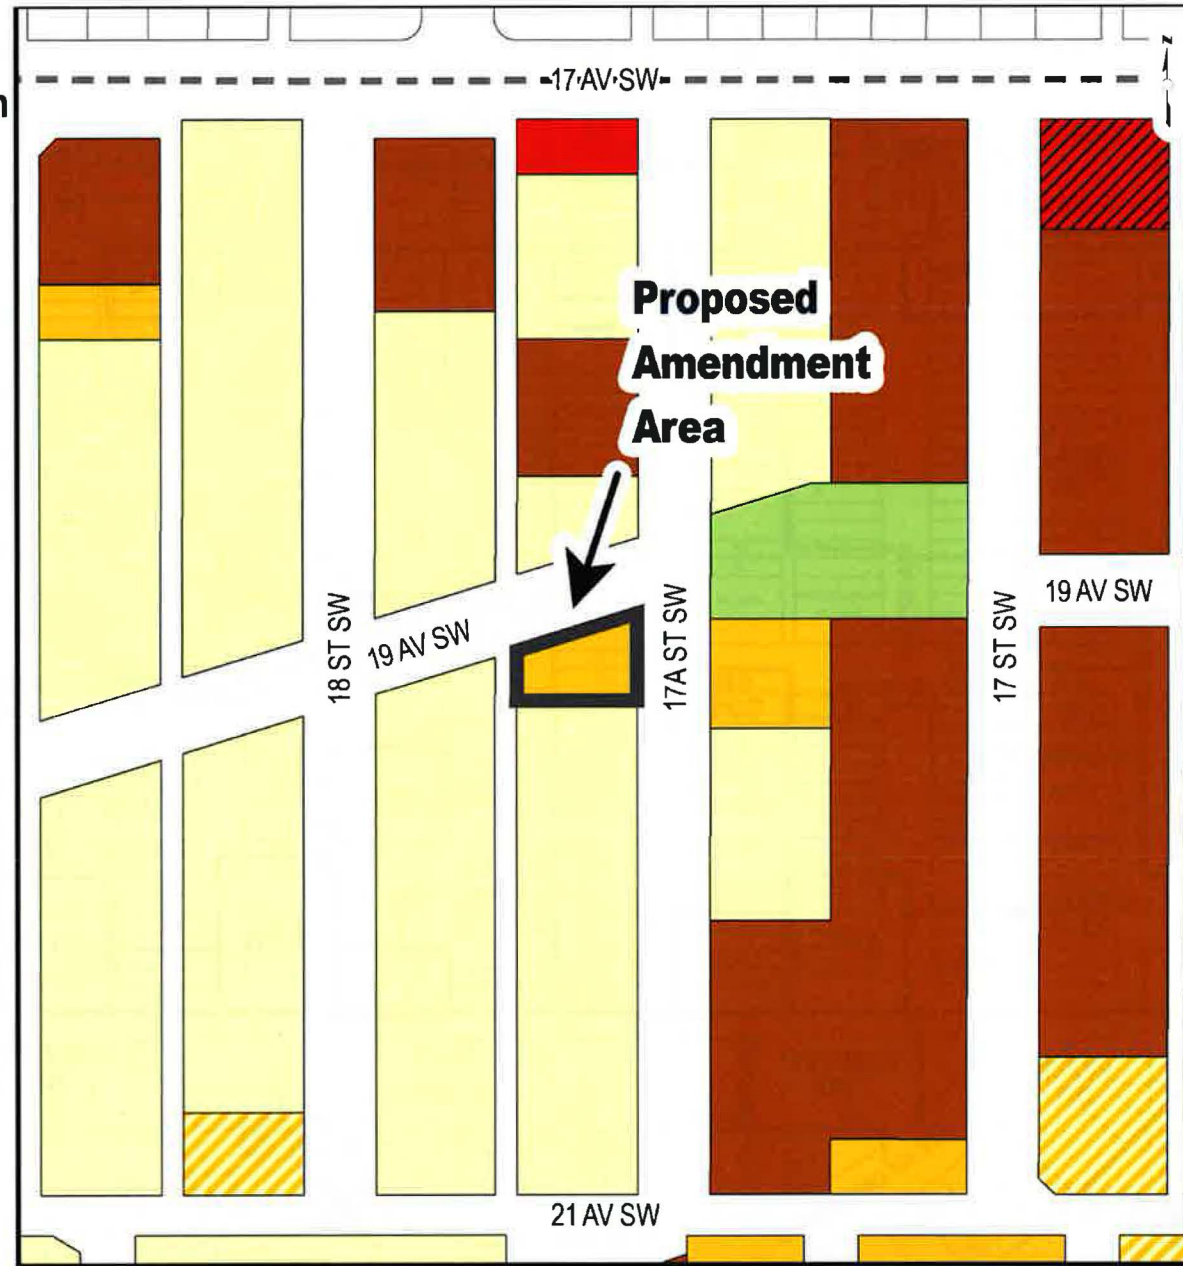 17 AV SW
n
N
Proposed
Amendment
Area
19 AV SW
18 ST SW
19 AV SW
17A ST SW
17 ST SW
21 AV SW